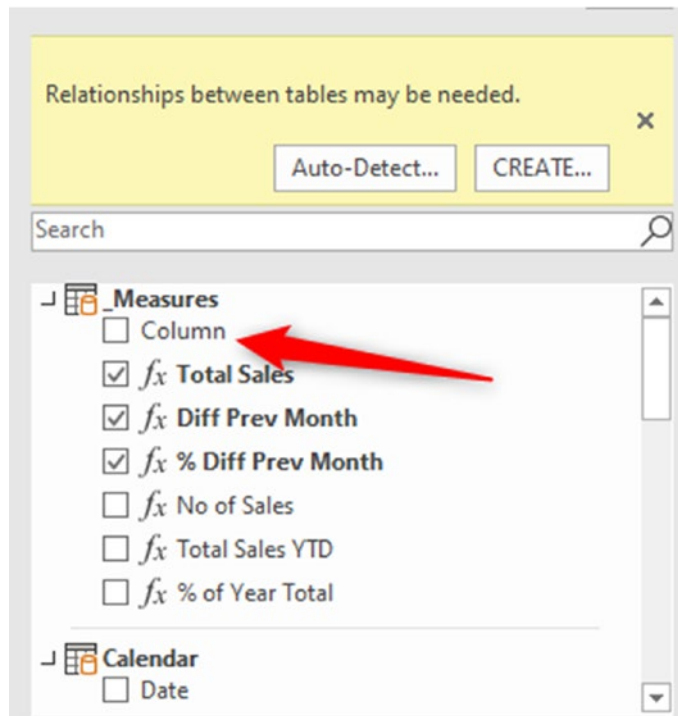 Relationships between tables may be needed.
×
Auto-Detect... CREATE...
Search
_Measures
Column
fx Total Sales
fx Diff Prev Month
fx % Diff Prev Month
fx No of Sales
fx Total Sales YTD
fx % of Year Total
Calendar
Date